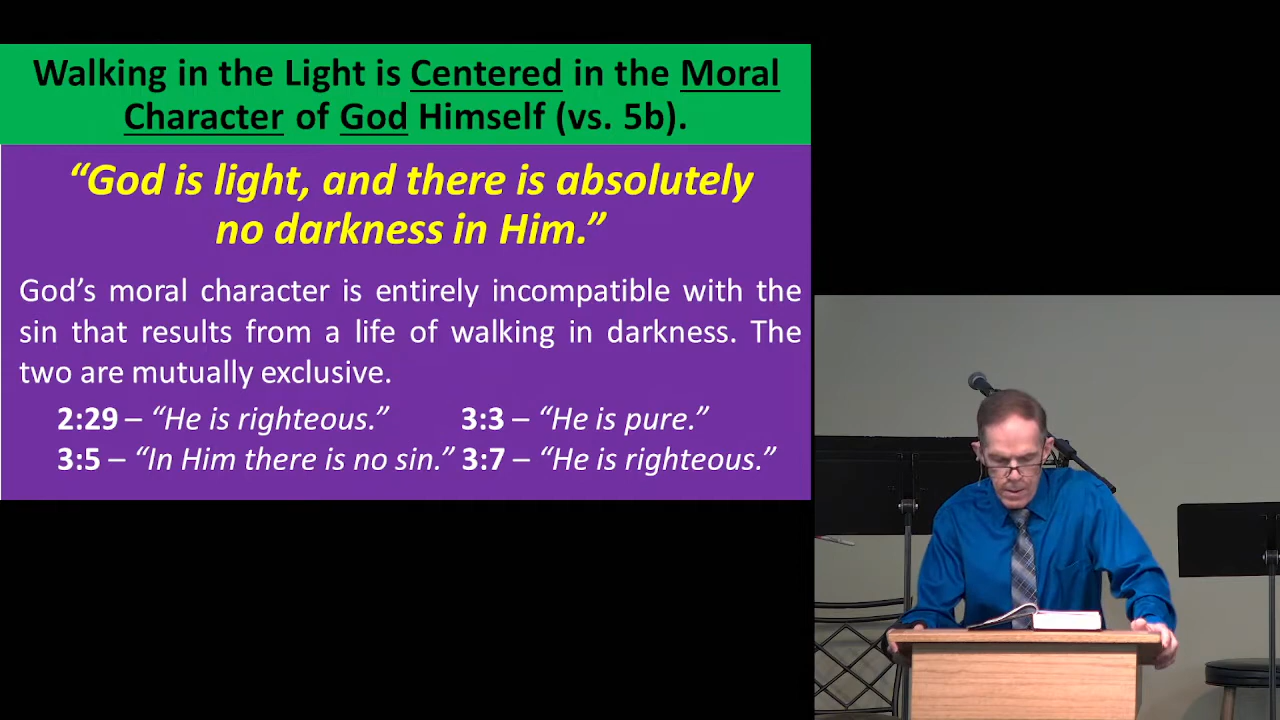 Walking in the Light is Centered in the Moral
Character of God Himself (vs. 5b).
“God is light, and there is absolutely
no darkness in Him.”
God’s moral character is entirely incompatible with the
sin that results from a life of walking in darkness. The
two are mutually exclusive.
2:29 – “He is righteous.” 3:3 – “He is pure.”
3:5 – “In Him there is no sin.” 3:7 – “He is righteous.”